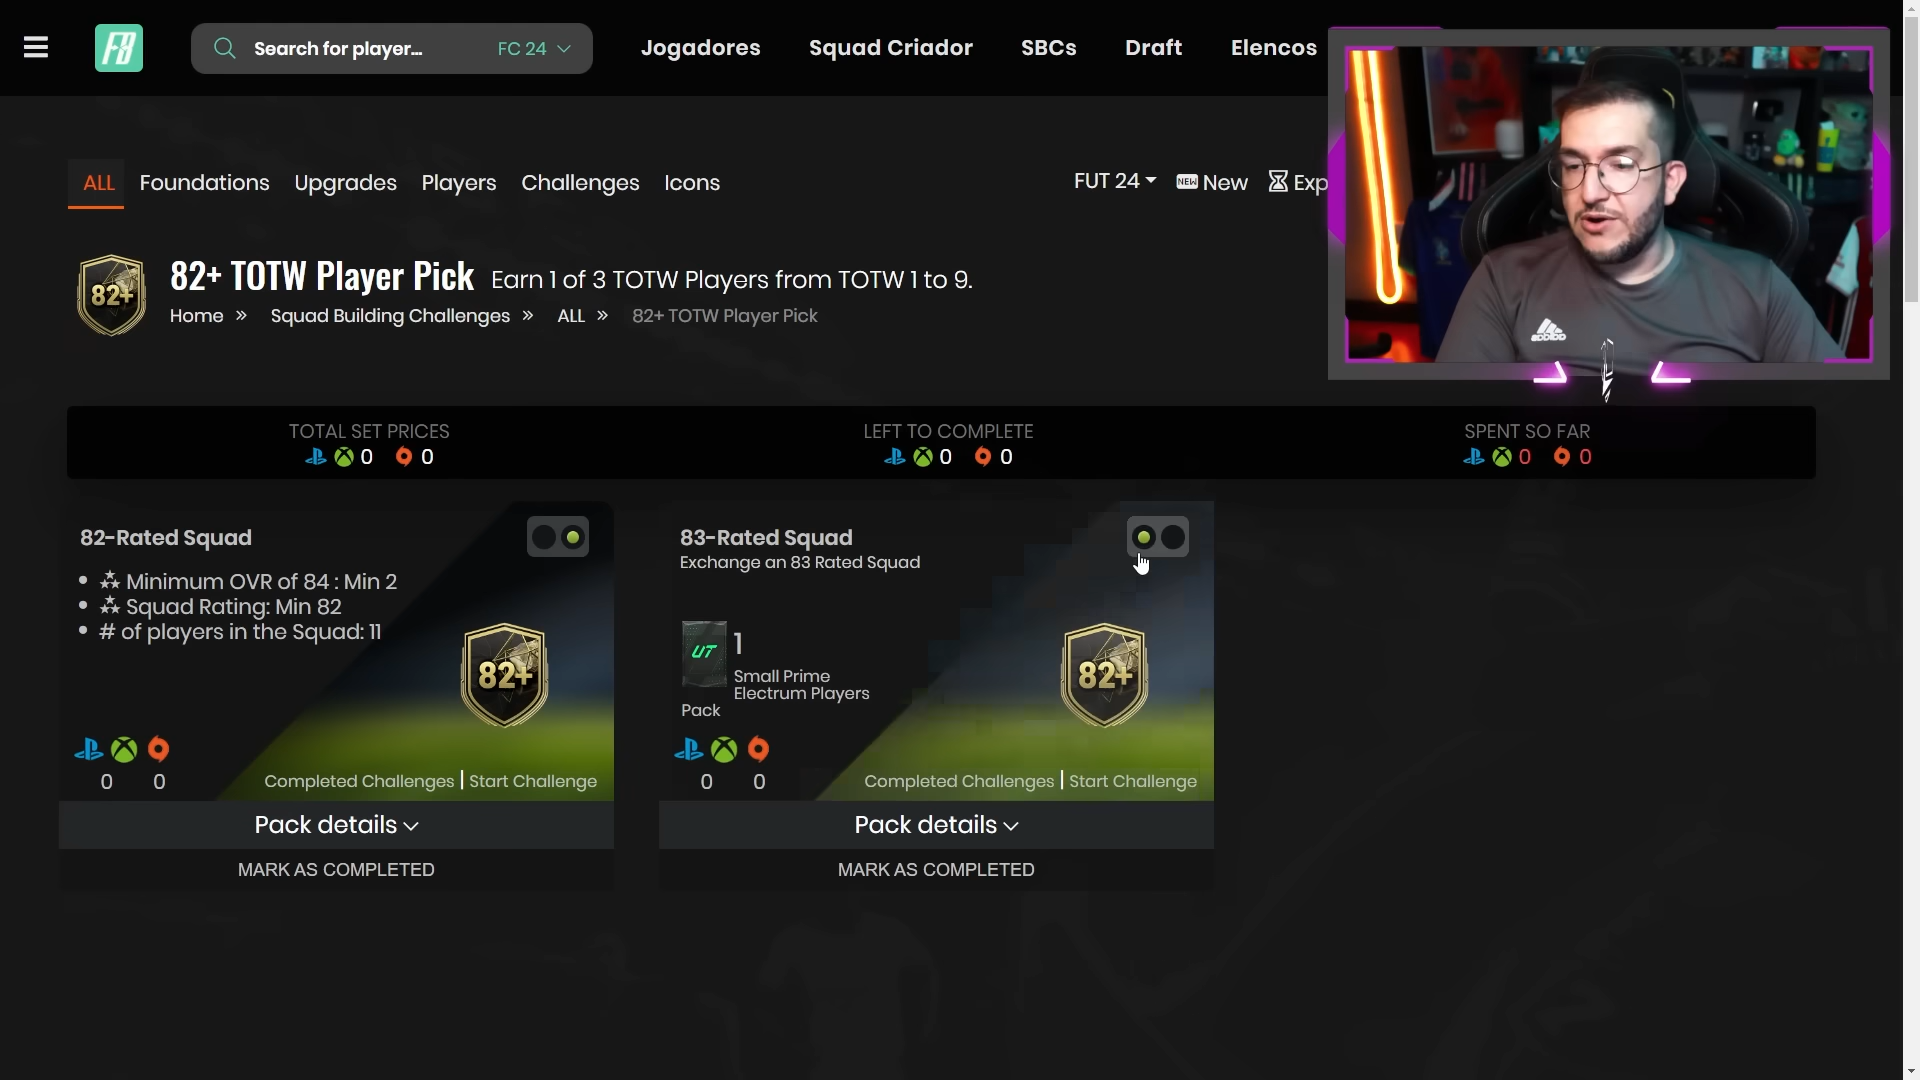 FB
Search for player...
FC 24
Jogadores
Squad Criador
SBCs
Draft
Elencos
ALL
Foundations
Upgrades
Players
Challenges
Icons
FUT 24
NEW New
Exp
82+
82+ TOTW Player Pick
Earn 1 of 3 TOTW Players from TOTW 1 to 9.
Home » Squad Building Challenges » ALL » 82+ TOTW Player Pick
adidas
TOTAL SET PRICES
0 0
LEFT TO COMPLETE
0 0
SPENT SO FAR
0 0
82-Rated Squad
• Minimum OVR of 84 : Min 2
• Squad Rating: Min 82
• # of players in the Squad: 11
82+
0 0
Completed Challenges | Start Challenge
Pack details
MARK AS COMPLETED
83-Rated Squad
Exchange an 83 Rated Squad
UT
1
Small Prime
Electrum Players
Pack
82+
0 0
Completed Challenges | Start Challenge
Pack details
MARK AS COMPLETED